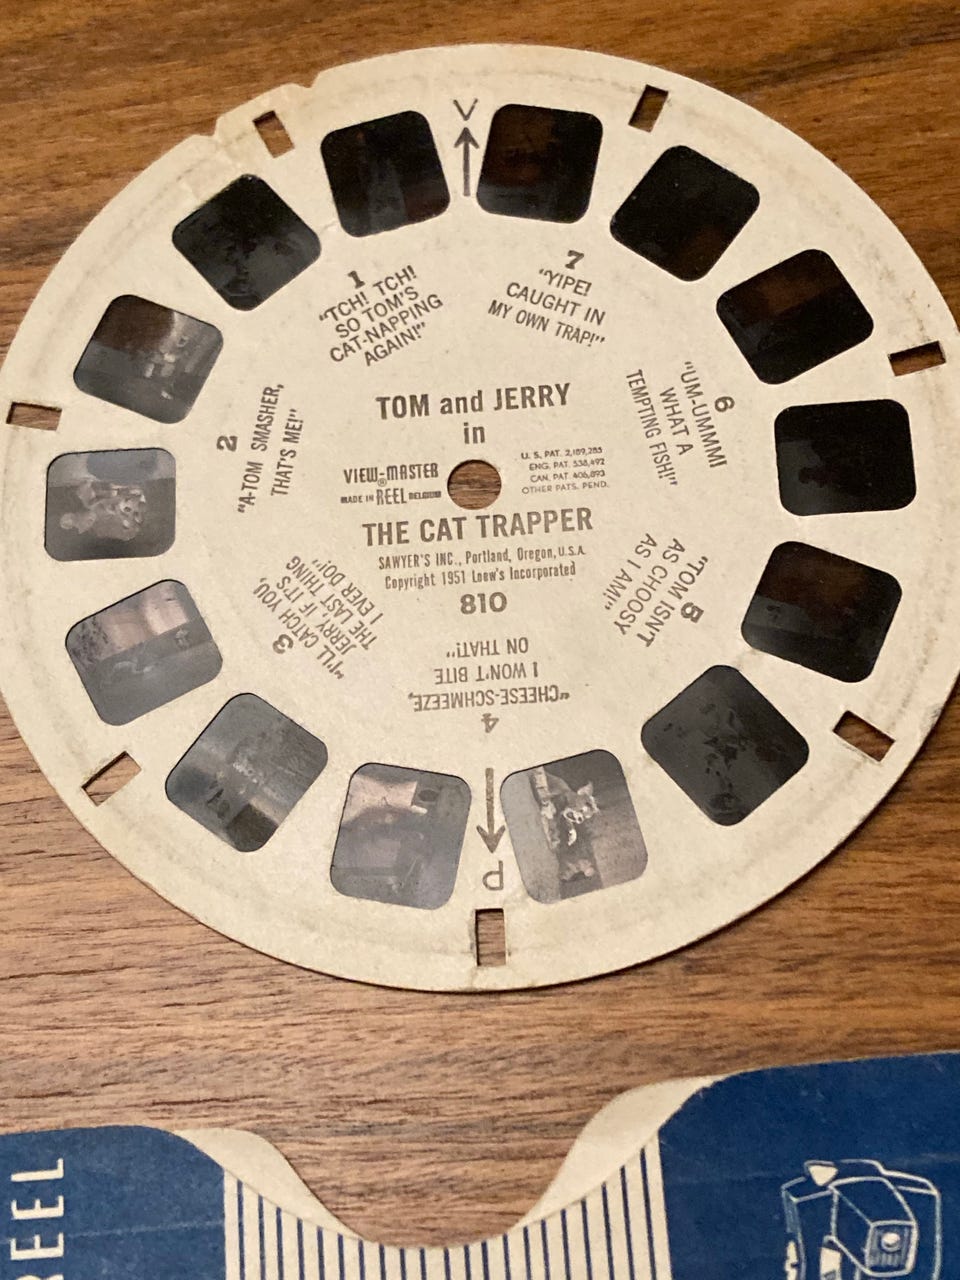 V
1
"TCH! TCH!
SO TOM'S
CAT-NAPPING
AGAIN!"
7
"YIPE!
CAUGHT IN
MY OWN TRAP!"
6
"UM-UMMM!
WHAT A
TEMPTING FISH!"
2
"A-TOM SMASHER,
THAT'S ME!"
TOM and JERRY
in
VIEW-MASTER
®
MADE IN REEL BELGIUM
U.S. PAT. 2,189,285
ENG. PAT. 538,492
CAN. PAT. 406,893
OTHER PATS. PEND.
THE CAT TRAPPER
SAWYER'S INC., Portland, Oregon, U.S.A.
Copyright 1951 Loew's Incorporated
810
3
"I'LL CATCH YOU,
JERRY, IF IT'S
THE LAST THING
I EVER DO!"
5
"TOM ISN'T
AS CHOOSY
AS I AM!"
4
"CHEESE-SCHMEEZE,
I WON'T BITE
ON THAT!"
P
REEL